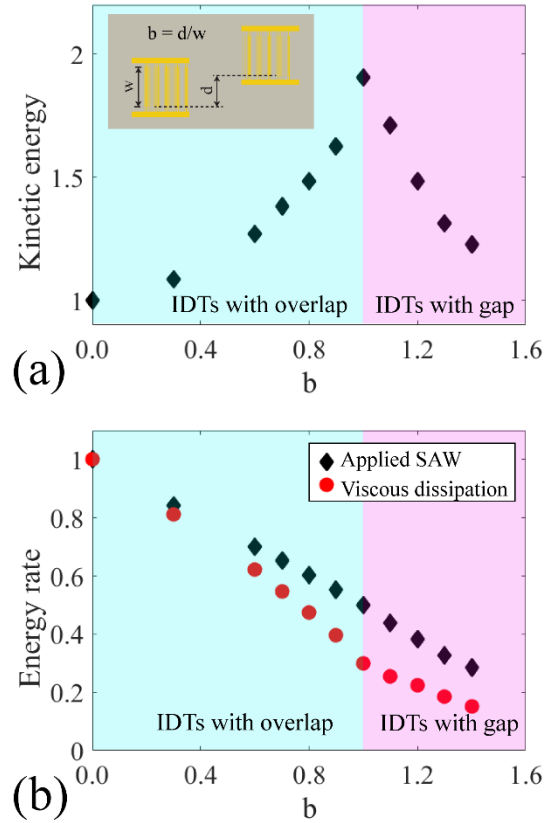 2
1.5
1
Kinetic energy
b = d/w
w
d
IDTs with overlap
IDTs with gap
0.0
0.4
0.8
1.2
1.6
b
(a)
1
0.8
0.6
0.4
0.2
0
Energy rate
Applied SAW
Viscous dissipation
IDTs with overlap
IDTs with gap
0.0
0.4
0.8
1.2
1.6
b
(b)